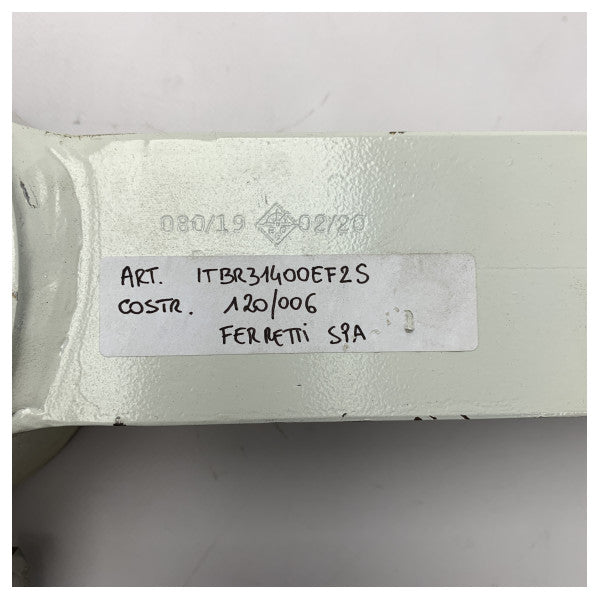 080/19 02/20
ART. ITBR31400EF2S
COSTR. 120/006
FERRETTI SPA